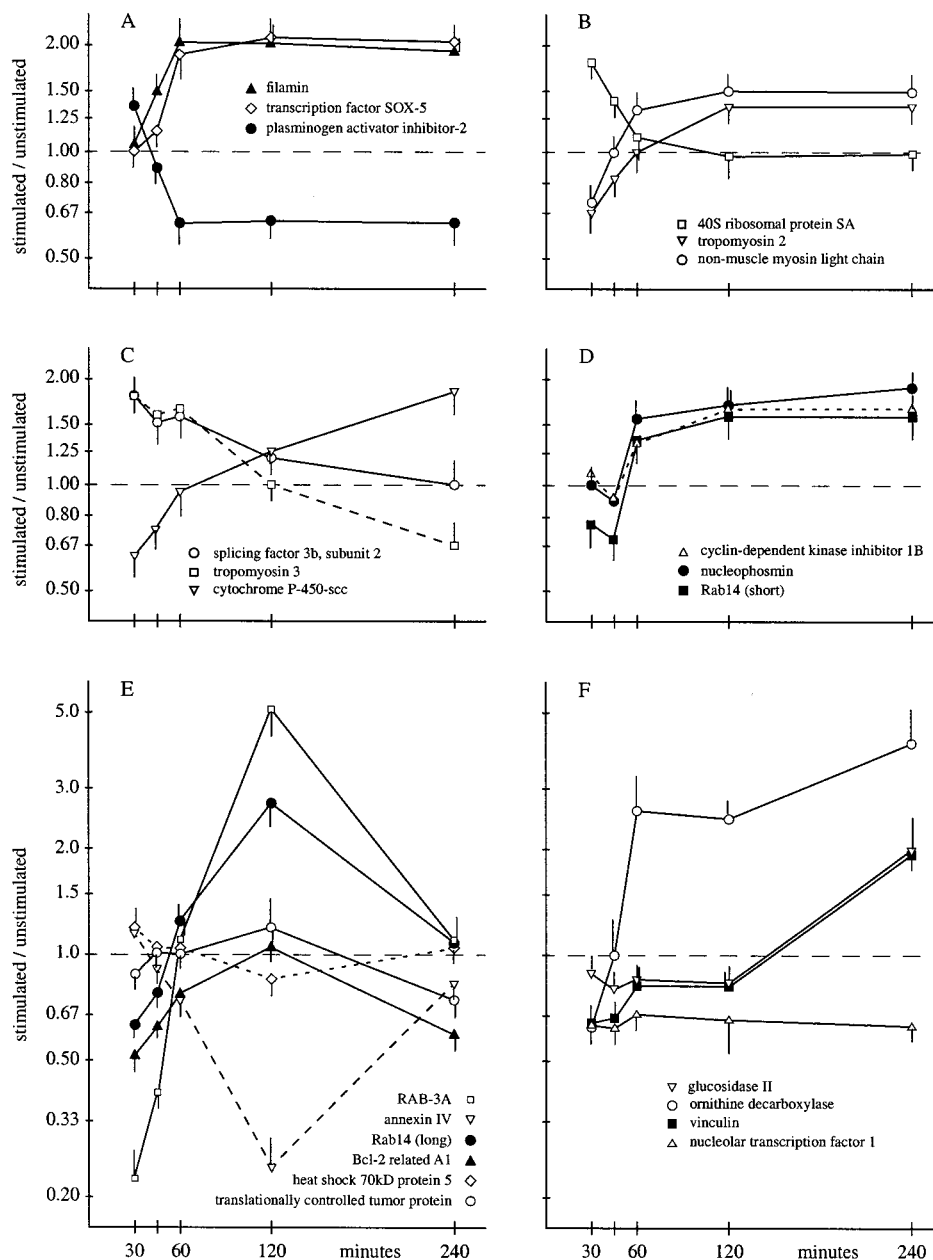 A
stimulated / unstimulated
2.00
1.50
1.25
1.00
0.80
0.67
0.50
filamin
transcription factor SOX-5
plasminogen activator inhibitor-2
B
40S ribosomal protein SA
tropomyosin 2
non-muscle myosin light chain
C
stimulated / unstimulated
2.00
1.50
1.25
1.00
0.80
0.67
0.50
splicing factor 3b, subunit 2
tropomyosin 3
cytochrome P-450-scc
D
cyclin-dependent kinase inhibitor 1B
nucleophosmin
Rab14 (short)
E
stimulated / unstimulated
5.0
3.0
2.0
1.5
1.0
0.67
0.50
0.33
0.20
RAB-3A
annexin IV
Rab14 (long)
Bcl-2 related A1
heat shock 70kD protein 5
translationally controlled tumor protein
30 60 120 minutes 240
F
glucosidase II
ornithine decarboxylase
vinculin
nucleolar transcription factor 1
30 60 120 minutes 240